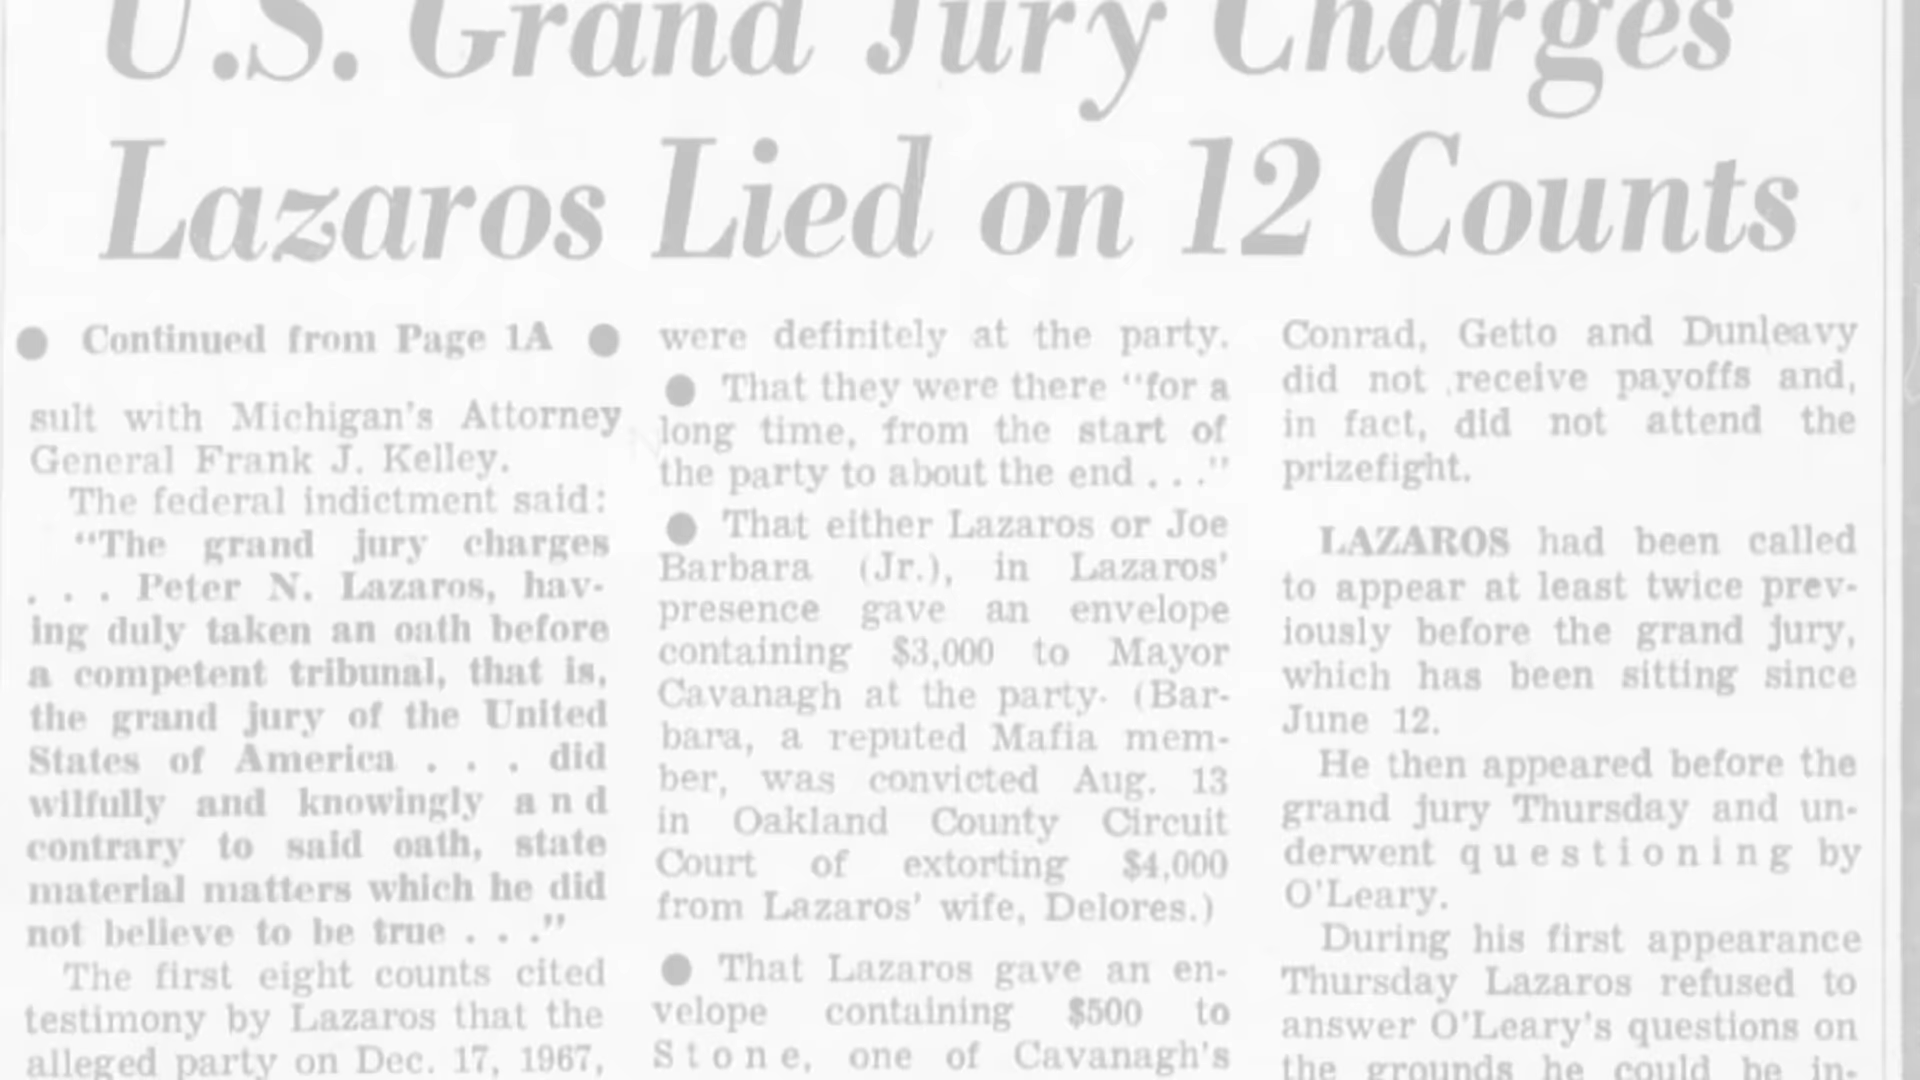 U.S. Grand Jury Charges
Lazaros Lied on 12 Counts
● Continued from Page 1A ●
sult with Michigan's Attorney
General Frank J. Kelley.
The federal indictment said:
"The grand jury charges
. . . Peter N. Lazaros, hav-
ing duly taken an oath before
a competent tribunal, that is,
the grand jury of the United
States of America . . . did
wilfully and knowingly and
contrary to said oath, state
material matters which he did
not believe to be true . . ."
The first eight counts cited
testimony by Lazaros that the
alleged party on Dec. 17, 1967,
were definitely at the party.
● That they were there "for a
long time, from the start of
the party to about the end . . ."
● That either Lazaros or Joe
Barbara (Jr.), in Lazaros'
presence gave an envelope
containing $3,000 to Mayor
Cavanagh at the party. (Bar-
bara, a reputed Mafia mem-
ber, was convicted Aug. 13
in Oakland County Circuit
Court of extorting $4,000
from Lazaros' wife, Delores.)
● That Lazaros gave an en-
velope containing $500 to
Stone, one of Cavanagh's
Conrad, Getto and Dunleavy
did not receive payoffs and,
in fact, did not attend the
prizefight.
LAZAROS had been called
to appear at least twice prev-
iously before the grand jury,
which has been sitting since
June 12.
He then appeared before the
grand jury Thursday and un-
derwent questioning by
O'Leary.
During his first appearance
Thursday Lazaros refused to
answer O'Leary's questions on
the grounds he could be in-